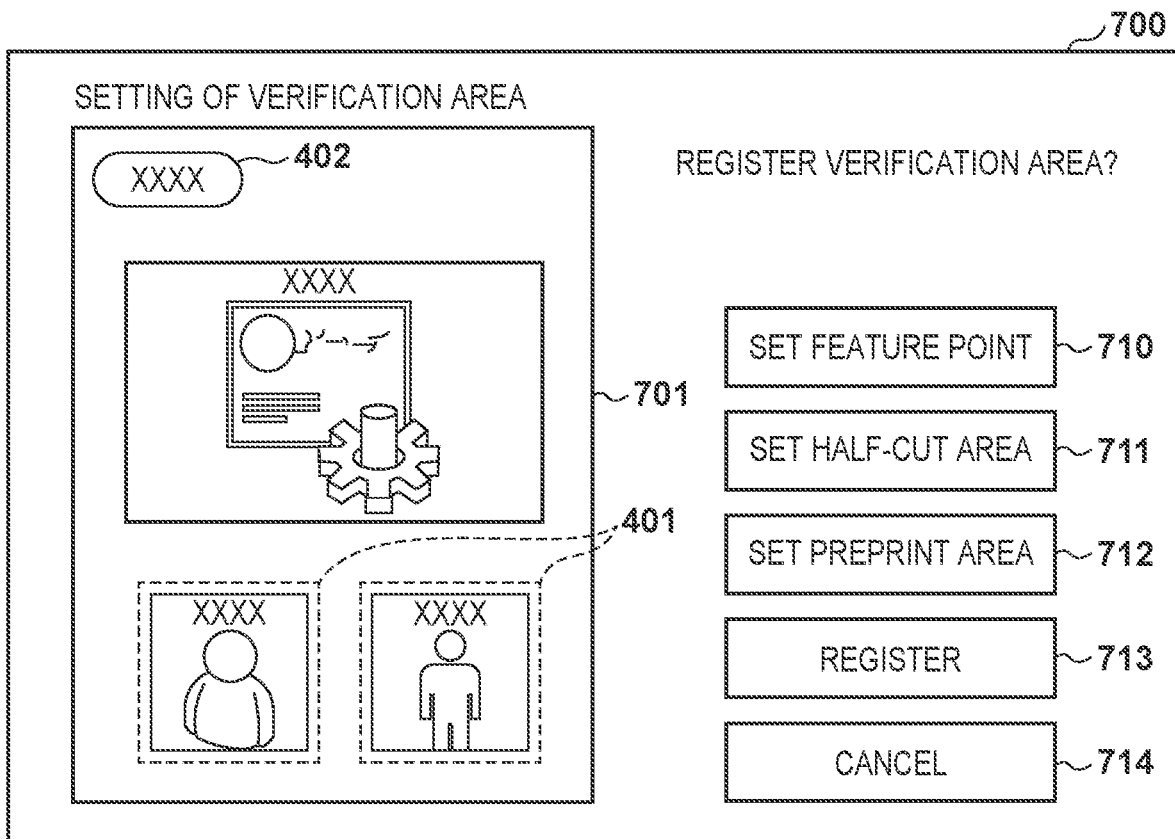 700
SETTING OF VERIFICATION AREA
402
XXXX
REGISTER VERIFICATION AREA?
XXXX
701
401
XXXX
XXXX
SET FEATURE POINT
710
SET HALF-CUT AREA
711
SET PREPRINT AREA
712
REGISTER
713
CANCEL
714